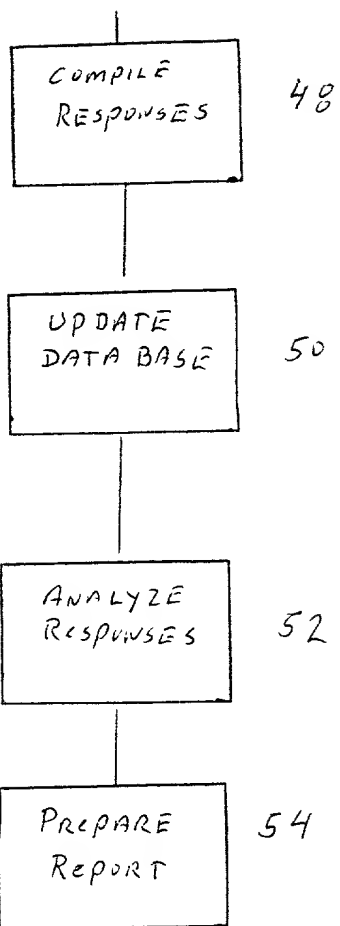 COMPILE
RESPONSES
48
UPDATE
DATA BASE
50
ANALYZE
RESPONSES
52
PREPARE
REPORT
54